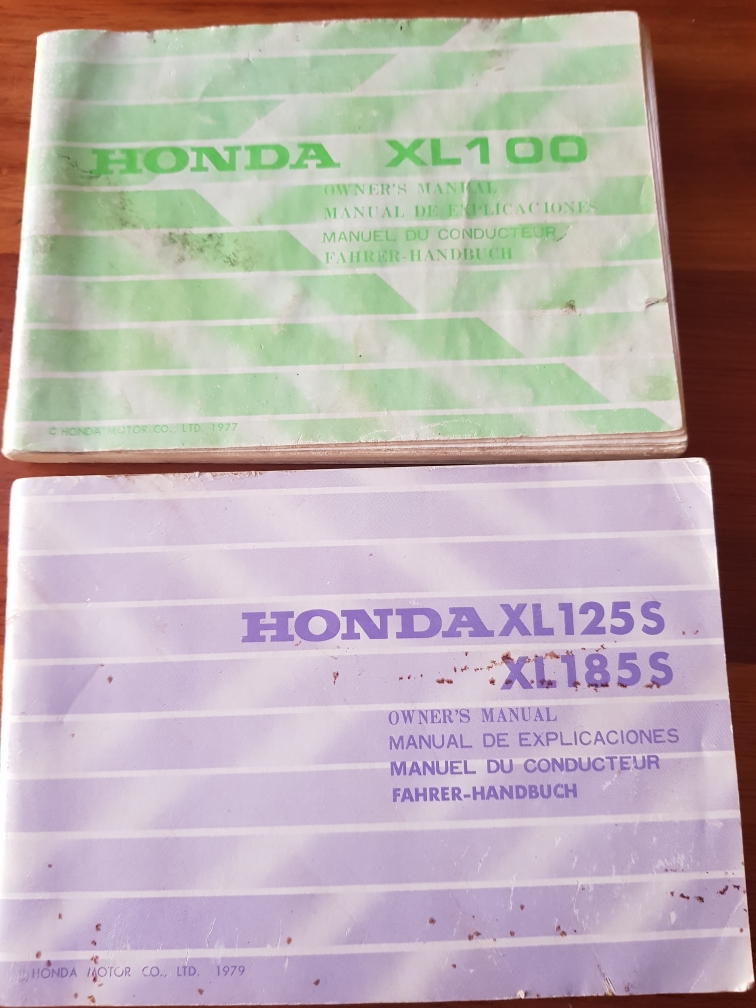 HONDA XL100
OWNER'S MANUAL
MANUAL DE EXPLICACIONES
MANUEL DU CONDUCTEUR
FAHRER-HANDBUCH
© HONDA MOTOR CO., LTD. 1977
HONDA XL125S
XL185S
OWNER'S MANUAL
MANUAL DE EXPLICACIONES
MANUEL DU CONDUCTEUR
FAHRER-HANDBUCH
© HONDA MOTOR CO., LTD. 1979